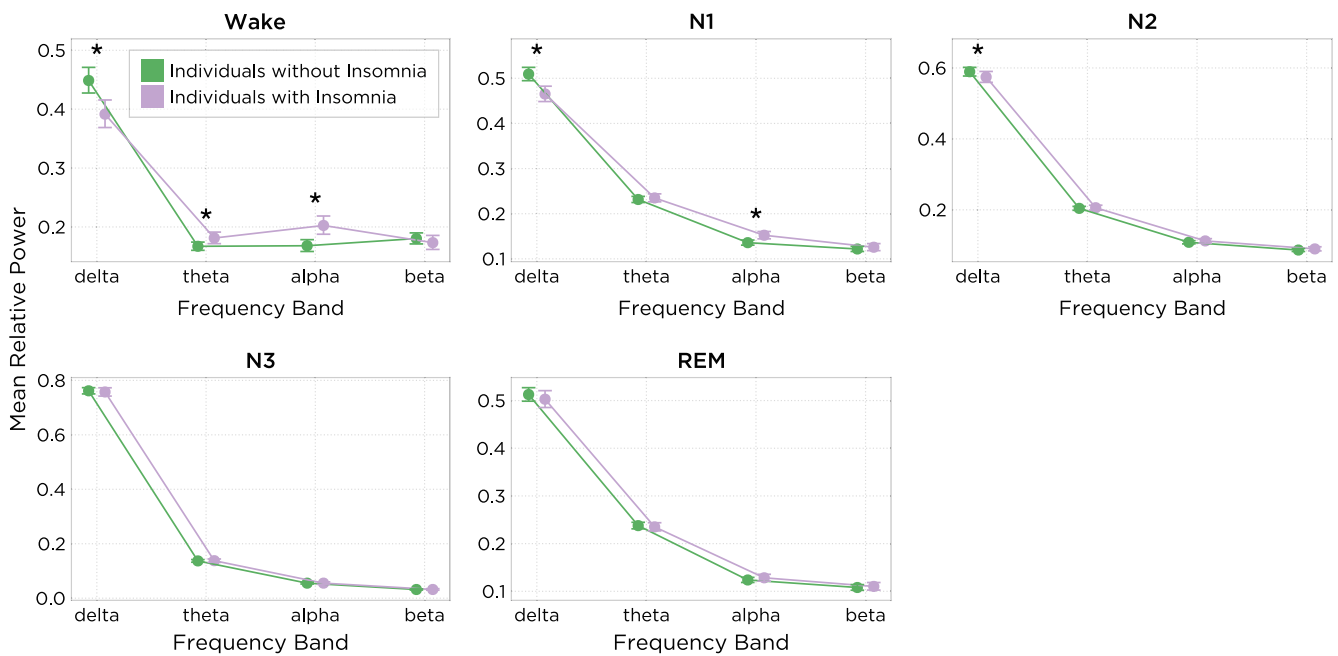 Wake
N1
N2
Mean Relative Power
0.5
0.4
0.3
0.2
*
*
*
Individuals without Insomnia
Individuals with Insomnia
delta
theta
alpha
beta
Frequency Band
0.5
0.4
0.3
0.2
0.1
*
*
delta
theta
alpha
beta
Frequency Band
0.6
0.4
0.2
*
delta
theta
alpha
beta
Frequency Band
N3
REM
0.8
0.6
0.4
0.2
0.0
delta
theta
alpha
beta
Frequency Band
0.5
0.4
0.3
0.2
0.1
delta
theta
alpha
beta
Frequency Band